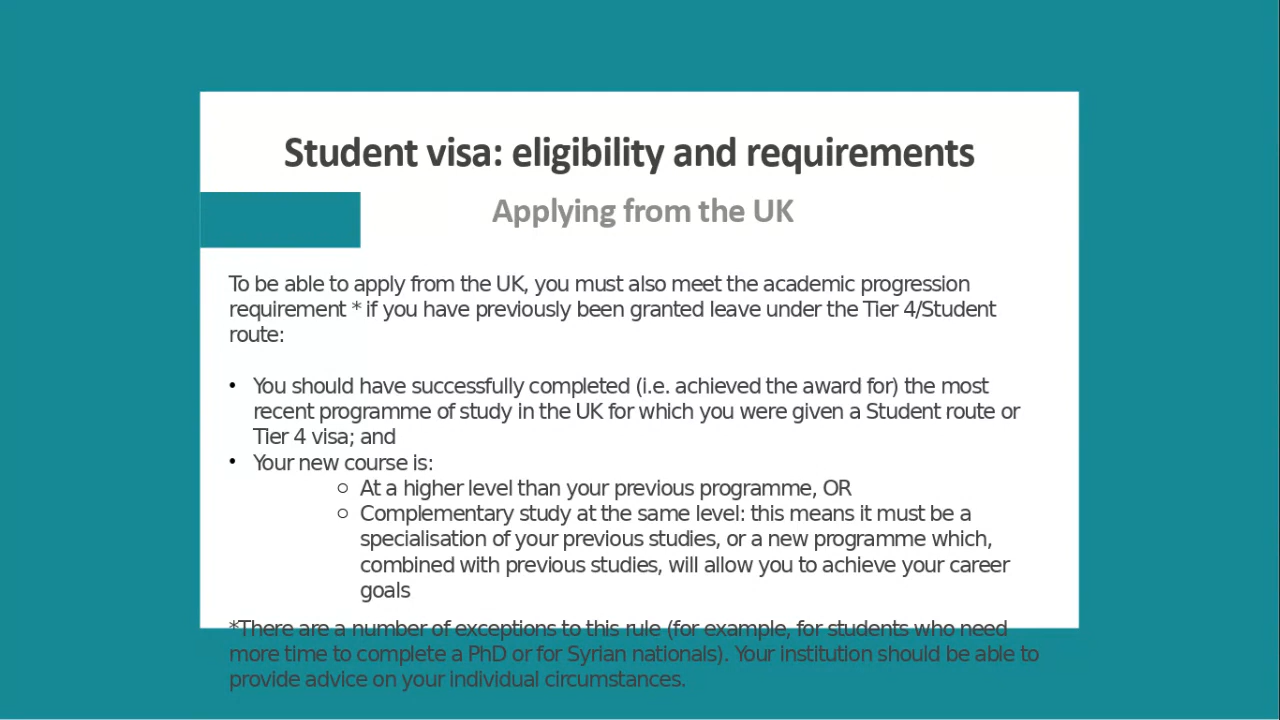 Student visa: eligibility and requirements
Applying from the UK
To be able to apply from the UK, you must also meet the academic progression
requirement * if you have previously been granted leave under the Tier 4/Student
route:
• You should have successfully completed (i.e. achieved the award for) the most
recent programme of study in the UK for which you were given a Student route or
Tier 4 visa; and
• Your new course is:
○ At a higher level than your previous programme, OR
○ Complementary study at the same level: this means it must be a
specialisation of your previous studies, or a new programme which,
combined with previous studies, will allow you to achieve your career
goals
*There are a number of exceptions to this rule (for example, for students who need
more time to complete a PhD or for Syrian nationals). Your institution should be able to
provide advice on your individual circumstances.